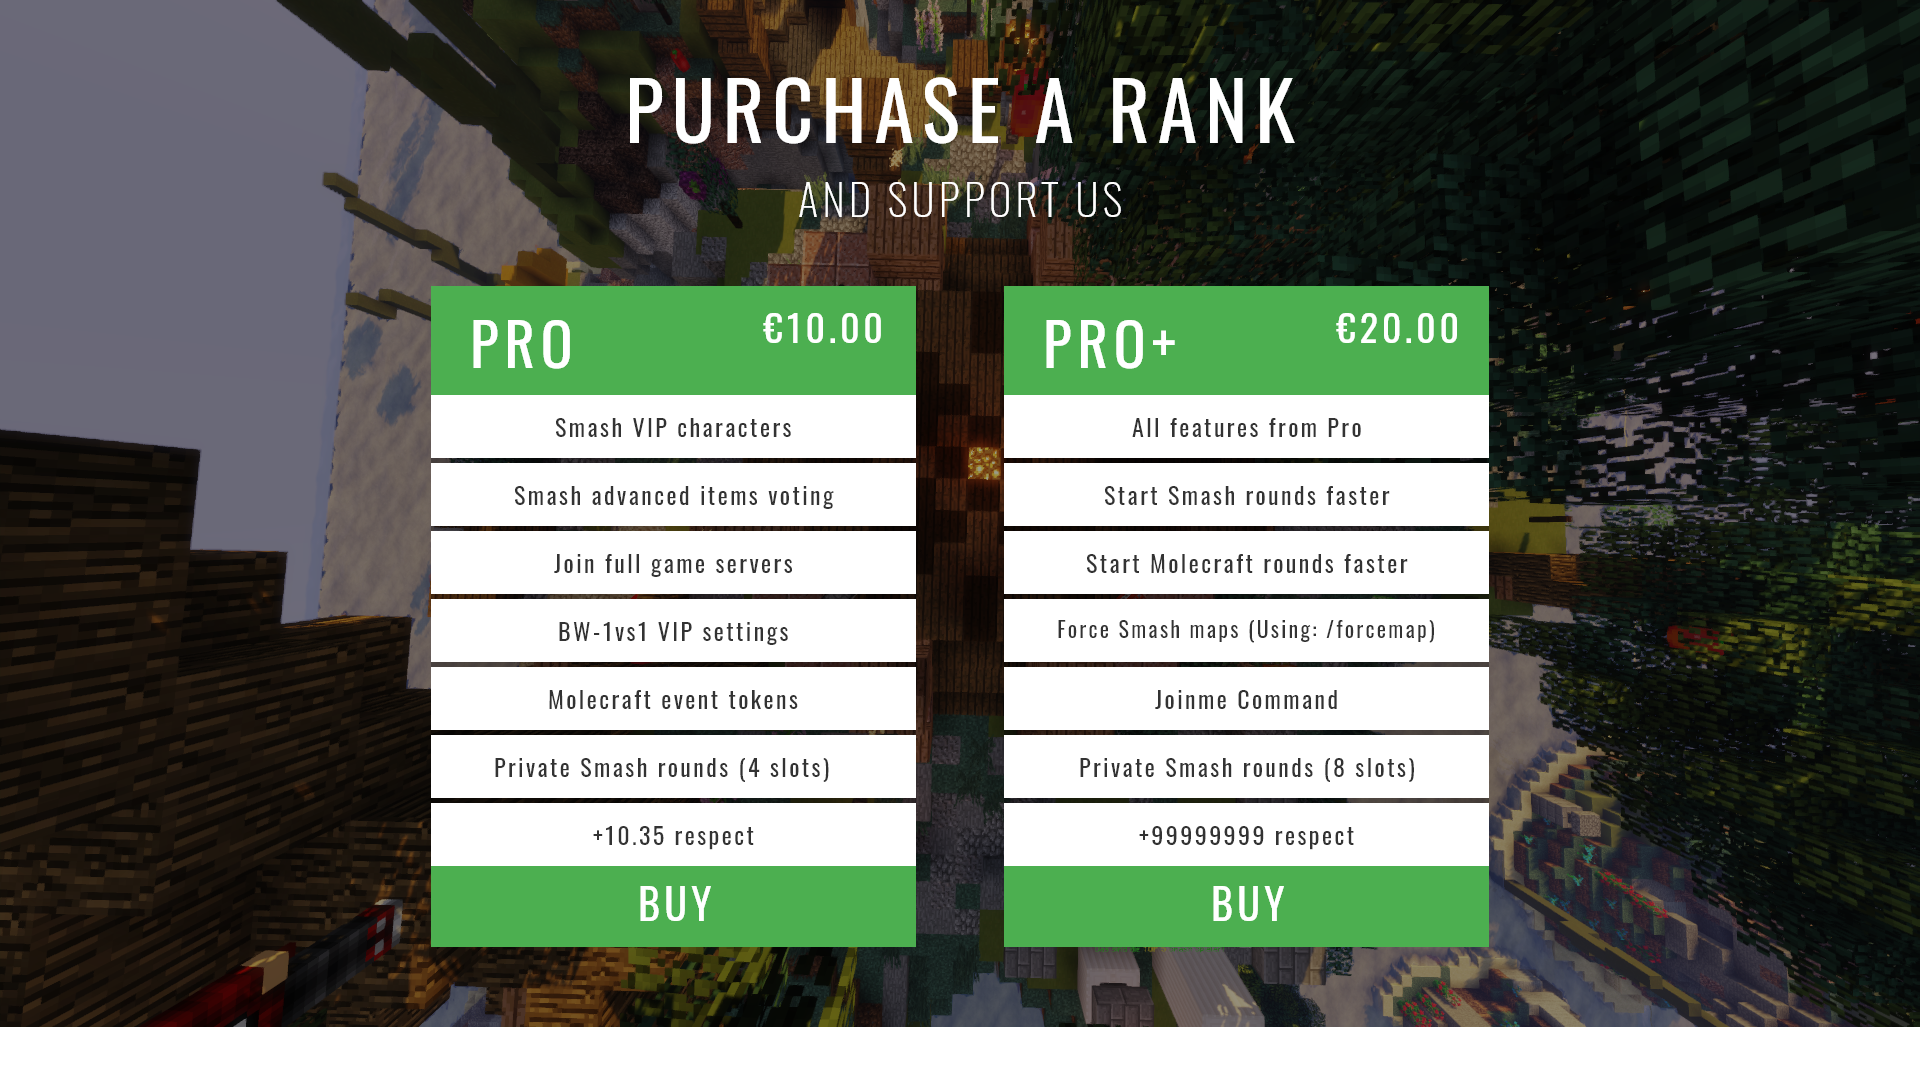 PURCHASE A RANK
AND SUPPORT US
PRO
€10.00
Smash VIP characters
Smash advanced items voting
Join full game servers
BW-1vs1 VIP settings
Molecraft event tokens
Private Smash rounds (4 slots)
+10.35 respect
BUY
PRO+
€20.00
All features from Pro
Start Smash rounds faster
Start Molecraft rounds faster
Force Smash maps (Using: /forcemap)
Joinme Command
Private Smash rounds (8 slots)
+99999999 respect
BUY